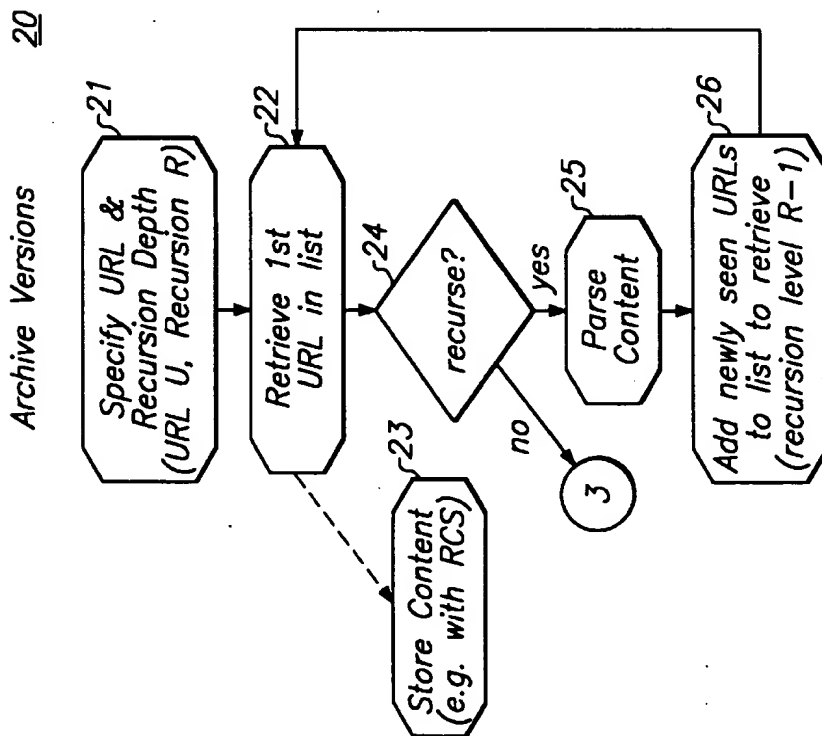 Archive Versions
20
21
Specify URL &
Recursion Depth
(URL U, Recursion R)
22
Retrieve 1st
URL in list
23
Store Content
(e.g. with RCS)
24
recurse?
no
3
yes
25
Parse
Content
26
Add newly seen URLs
to list to retrieve
(recursion level R-1)